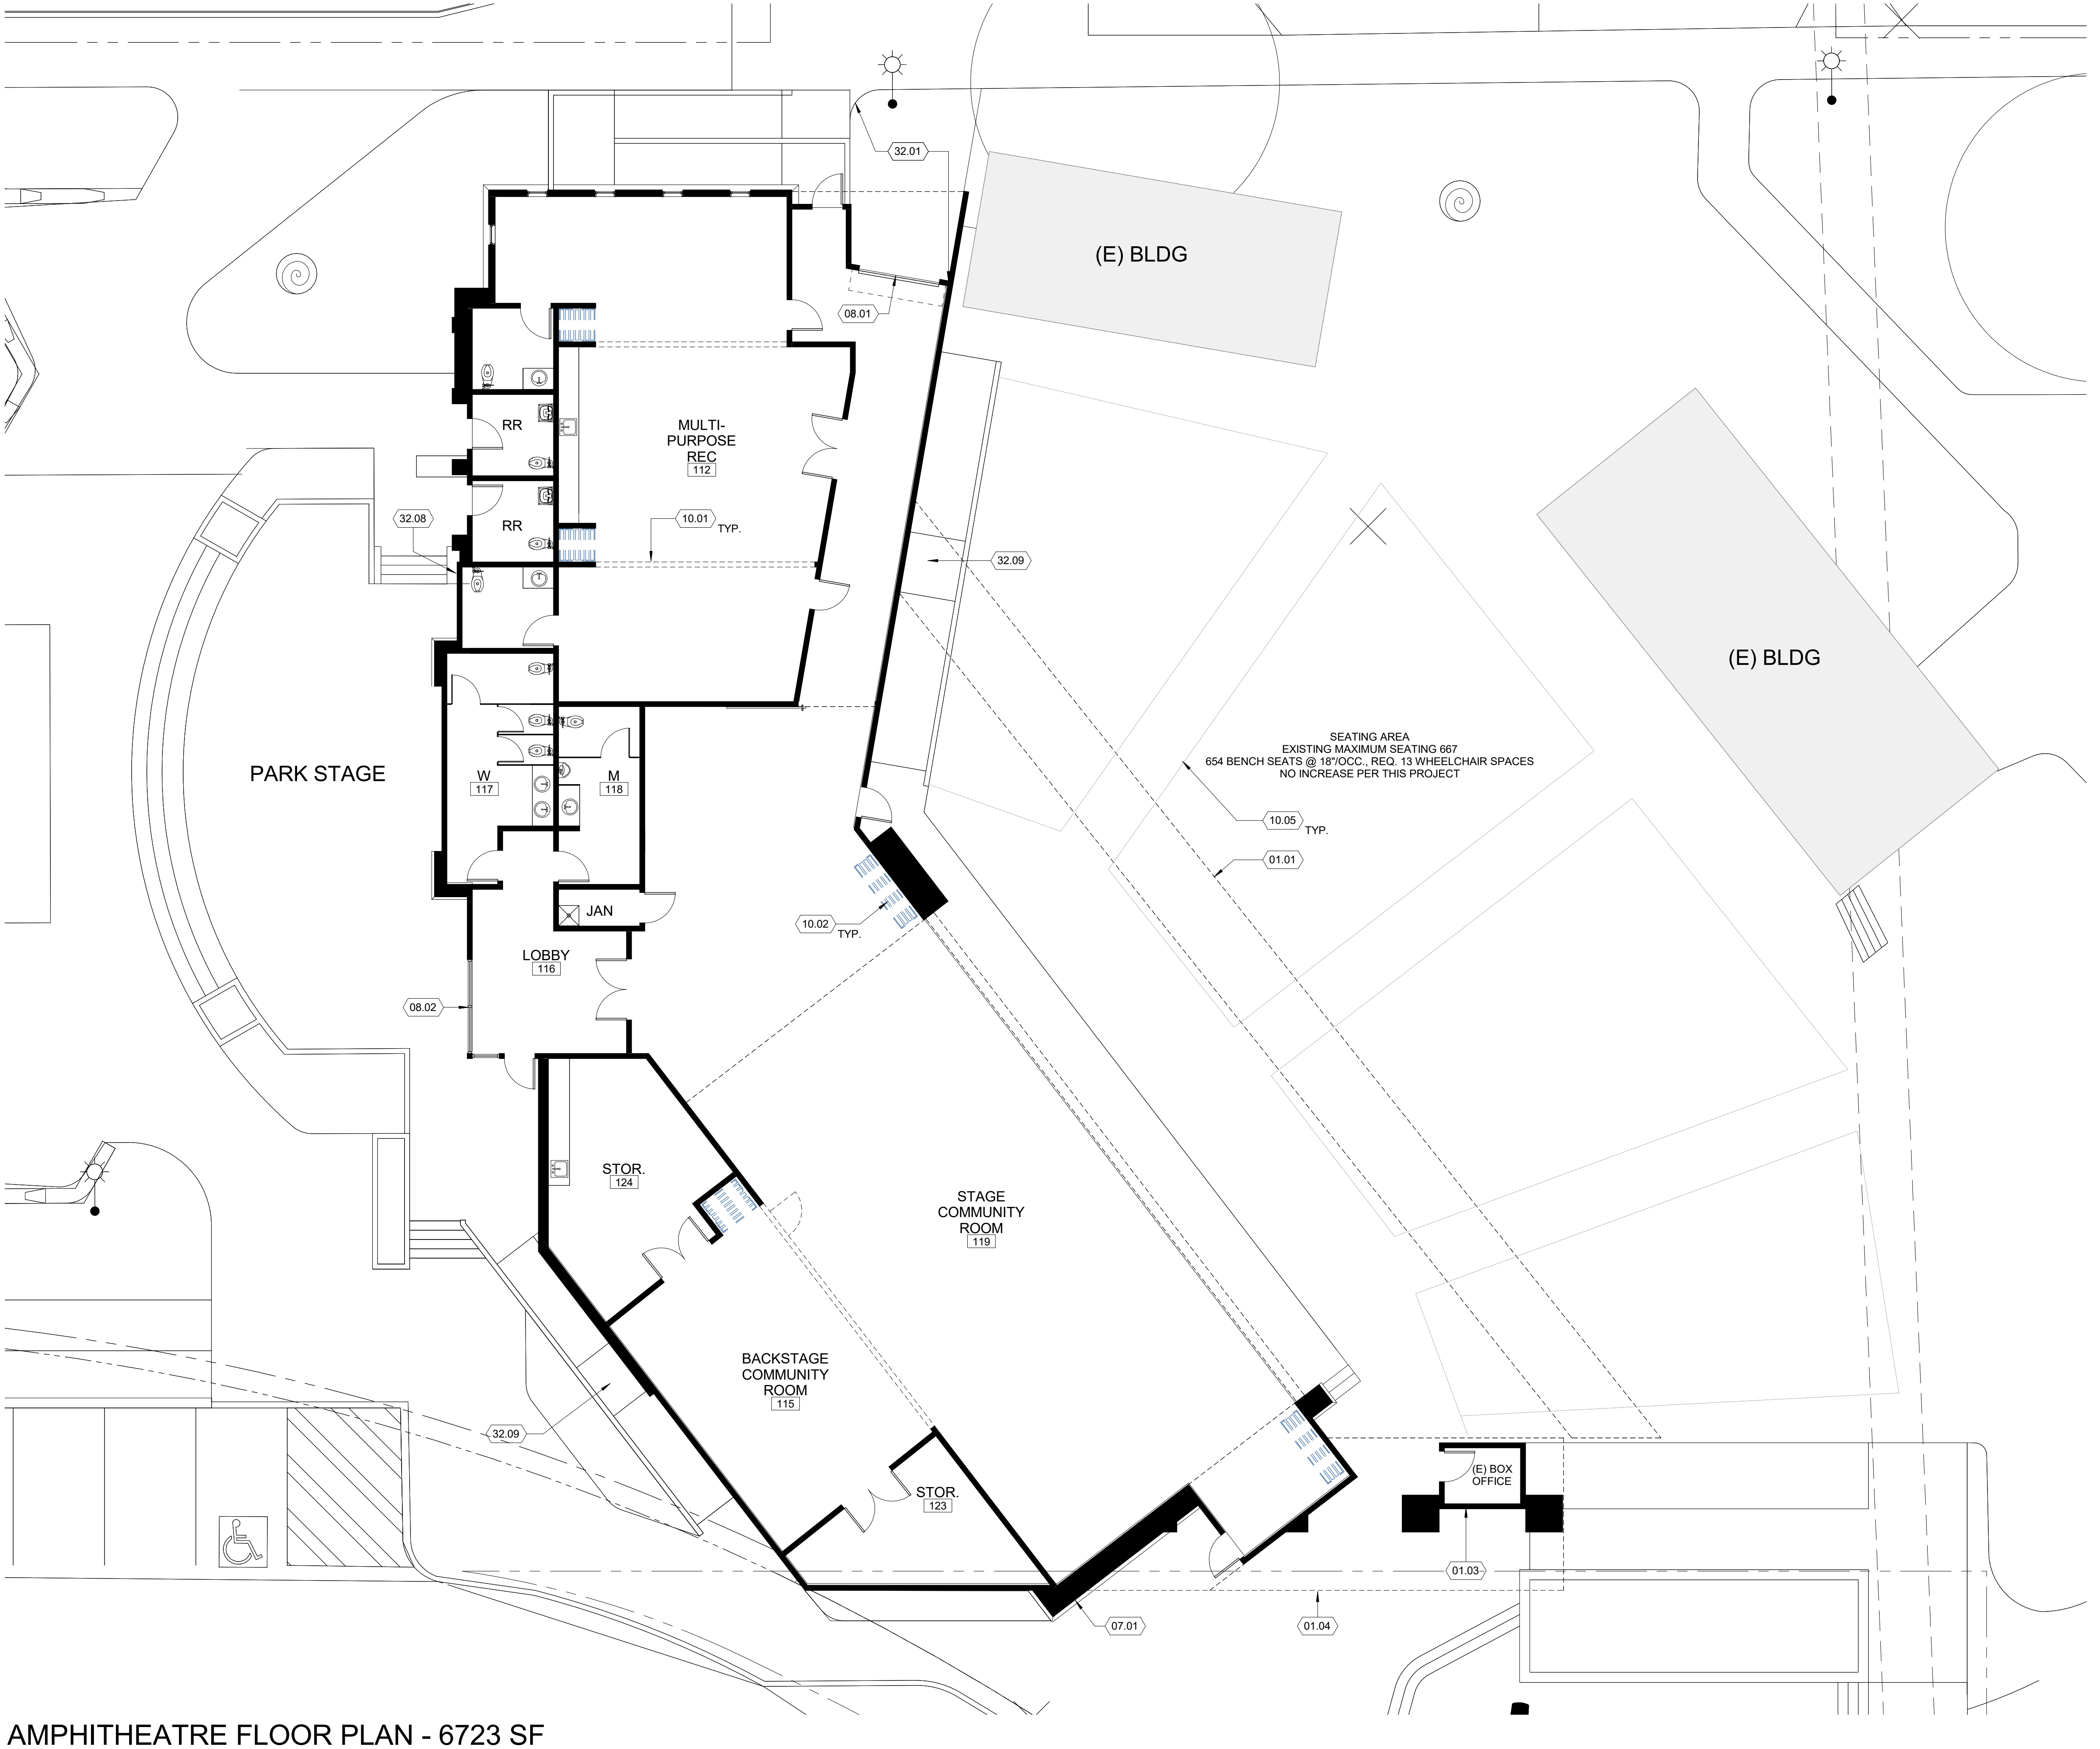 32.01
(E) BLDG
08.01
RR
MULTI-
PURPOSE
REC
112
32.08
RR
10.01
TYP.
32.09
(E) BLDG
SEATING AREA
EXISTING MAXIMUM SEATING 667
654 BENCH SEATS @ 18"/OCC., REQ. 13 WHEELCHAIR SPACES
NO INCREASE PER THIS PROJECT
PARK STAGE
W
117
M
118
10.05
TYP.
01.01
JAN
10.02
TYP.
LOBBY
116
08.02
STOR.
124
STAGE
COMMUNITY
ROOM
119
BACKSTAGE
COMMUNITY
ROOM
115
32.09
STOR.
123
(E) BOX
OFFICE
01.03
07.01
01.04
AMPHITHEATRE FLOOR PLAN - 6723 SF